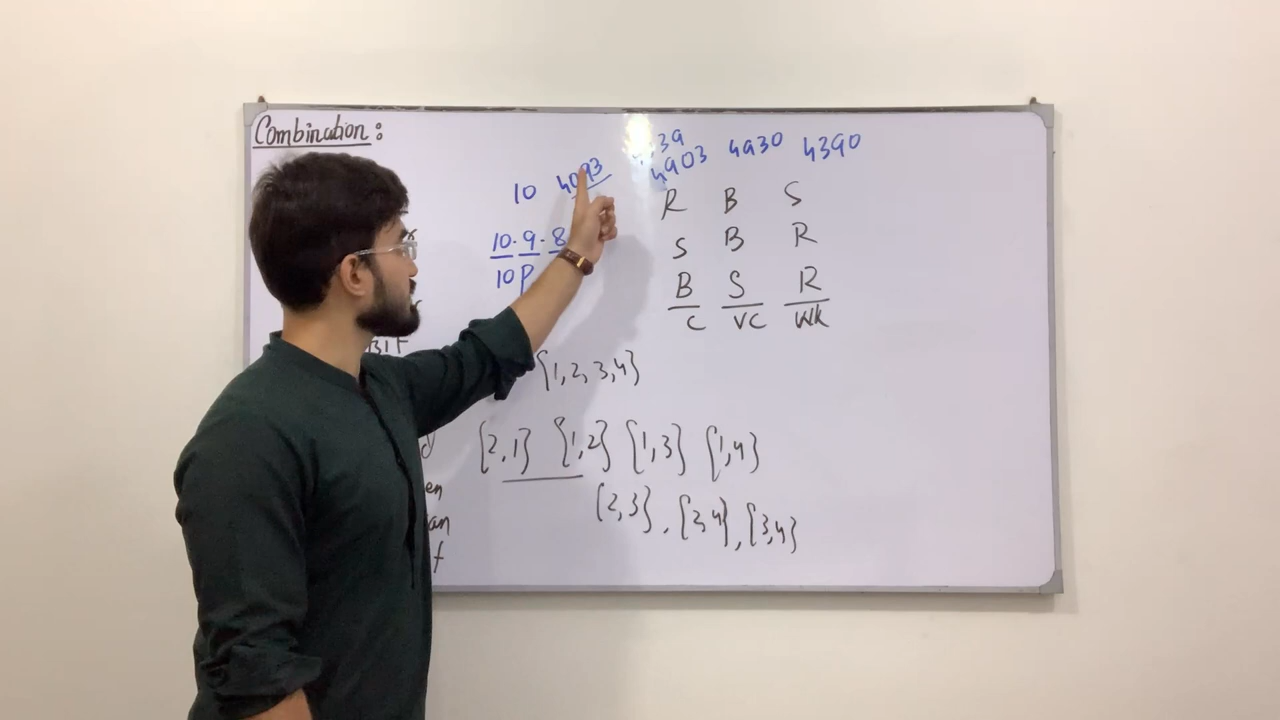 Combination:
4903 4930 4390
10 4093
R B S
10.9.8
S B R
10P
B S R
C VC WK
{1,2,3,4}
{2,1} {1,2} {1,3} {1,4}
{2,3}, {2,4}, {3,4}